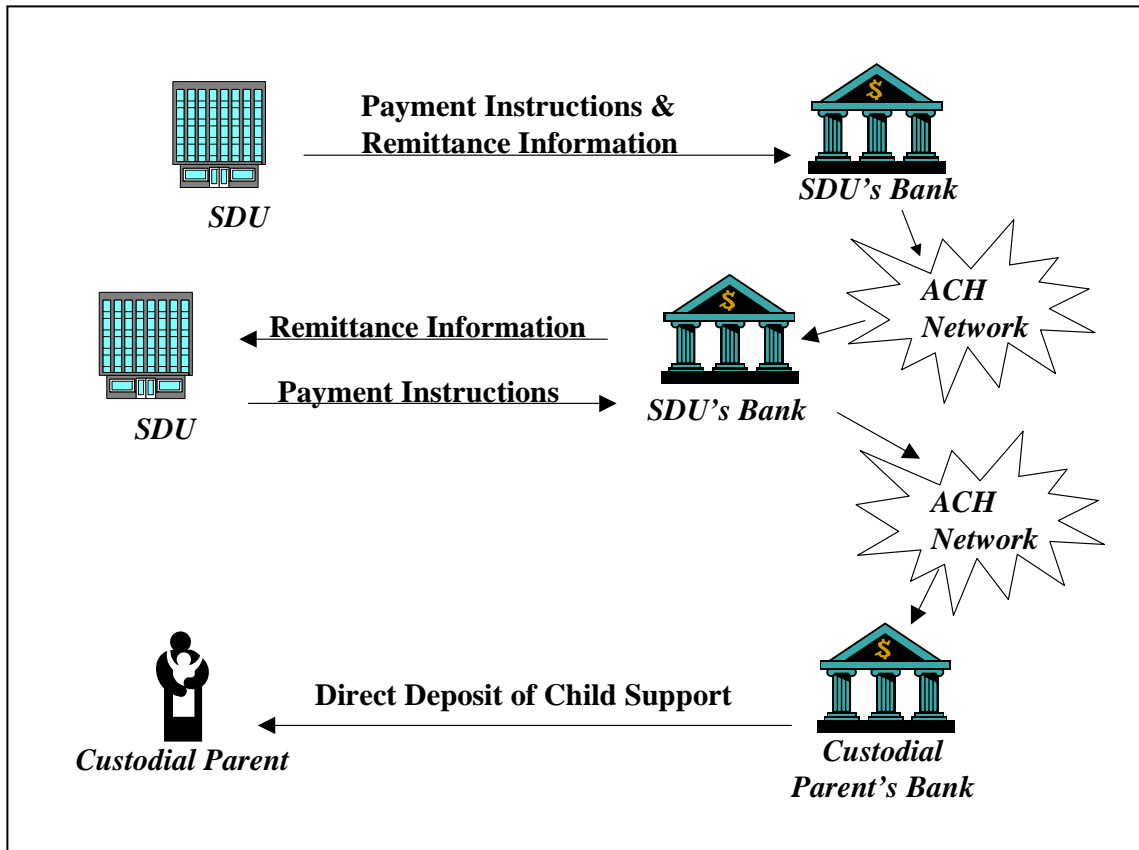 Payment Instructions &
Remittance Information
SDU
SDU's Bank
ACH
Network
Remittance Information
Payment Instructions
SDU
SDU's Bank
ACH
Network
Direct Deposit of Child Support
Custodial Parent
Custodial
Parent's Bank
$
$
$